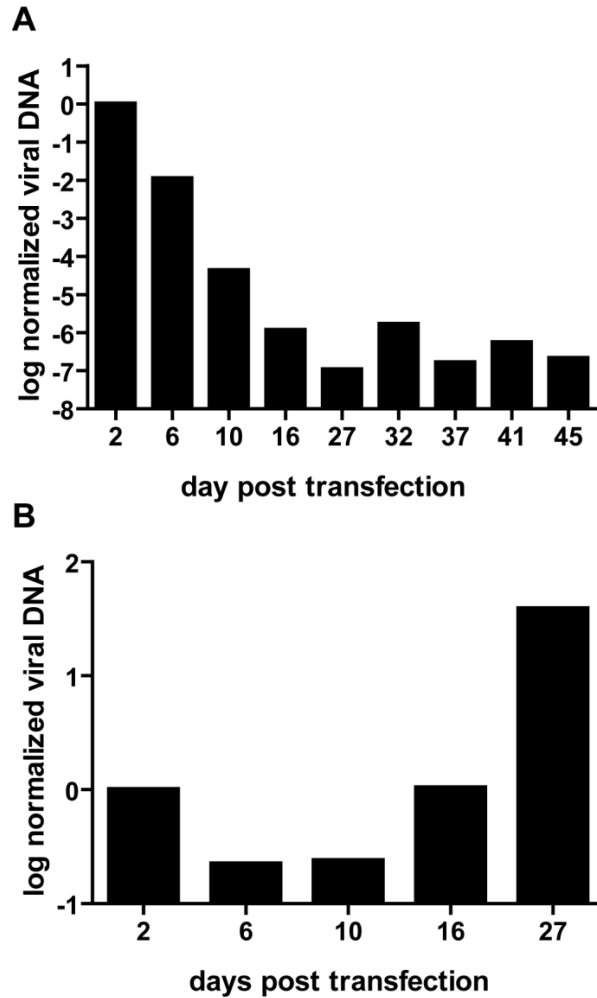 A
log normalized viral DNA
1
0
-1
-2
-3
-4
-5
-6
-7
-8
2 6 10 16 27 32 37 41 45
day post transfection
B
log normalized viral DNA
2
1
0
-1
2 6 10 16 27
days post transfection